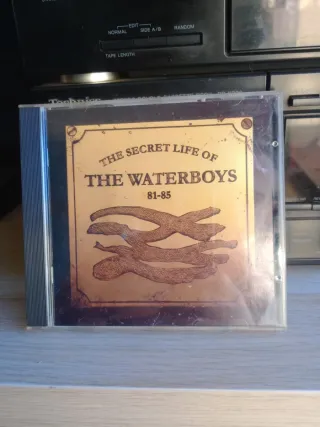 EDIT
NORMAL SIDE A/B RANDOM
TAPE LENGTH
Technics
THE SECRET LIFE OF
THE WATERBOYS
81-85